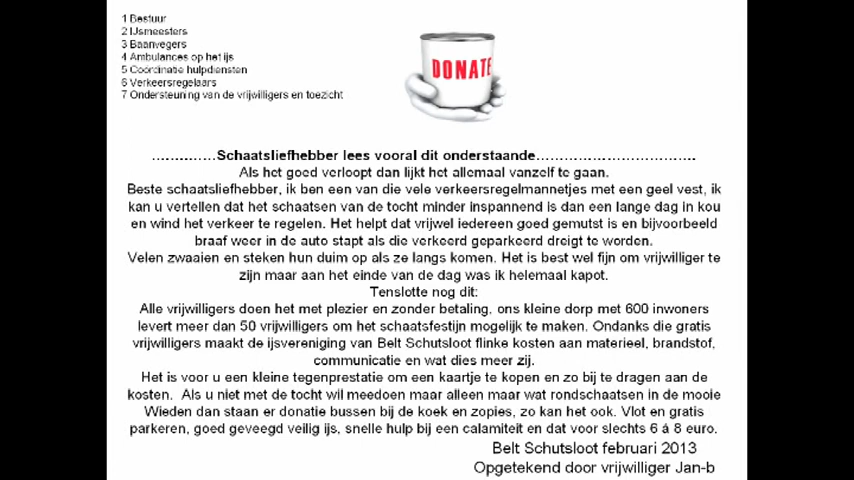 1 Bestuur
2 IJsmeesters
3 Baanvegers
4 Ambulances op het ijs
5 Coördinatie hulpdiensten
6 Verkeersregelaars
7 Ondersteuning van de vrijwilligers en toezicht
DONATE
…………Schaatsliefhebber lees vooral dit onderstaande…………………………….
Als het goed verloopt dan lijkt het allemaal vanzelf te gaan.
Beste schaatsliefhebber, ik ben een van die vele verkeersregelmannetjes met een geel vest, ik
kan u vertellen dat het schaatsen van de tocht minder inspannend is dan een lange dag in kou
en wind het verkeer te regelen. Het helpt dat vrijwel iedereen goed gemutst is en bijvoorbeeld
braaf weer in de auto stapt als die verkeerd geparkeerd dreigt te worden.
Velen zwaaien en steken hun duim op als ze langs komen. Het is best wel fijn om vrijwilliger te
zijn maar aan het einde van de dag was ik helemaal kapot.
Tenslotte nog dit:
Alle vrijwilligers doen het met plezier en zonder betaling, ons kleine dorp met 600 inwoners
levert meer dan 50 vrijwilligers om het schaatsfestijn mogelijk te maken. Ondanks die gratis
vrijwilligers maakt de ijsvereniging van Belt Schutsloot flinke kosten aan materieel, brandstof,
communicatie en wat dies meer zij.
Het is voor u een kleine tegenprestatie om een kaartje te kopen en zo bij te dragen aan de
kosten. Als u niet met de tocht wil meedoen maar alleen maar wat rondschaatsen in de mooie
Wieden dan staan er donatie bussen bij de koek en zopies, zo kan het ook. Vlot en gratis
parkeren, goed geveegd veilig ijs, snelle hulp bij een calamiteit en dat voor slechts 6 á 8 euro.
Belt Schutsloot februari 2013
Opgetekend door vrijwilliger Jan-b